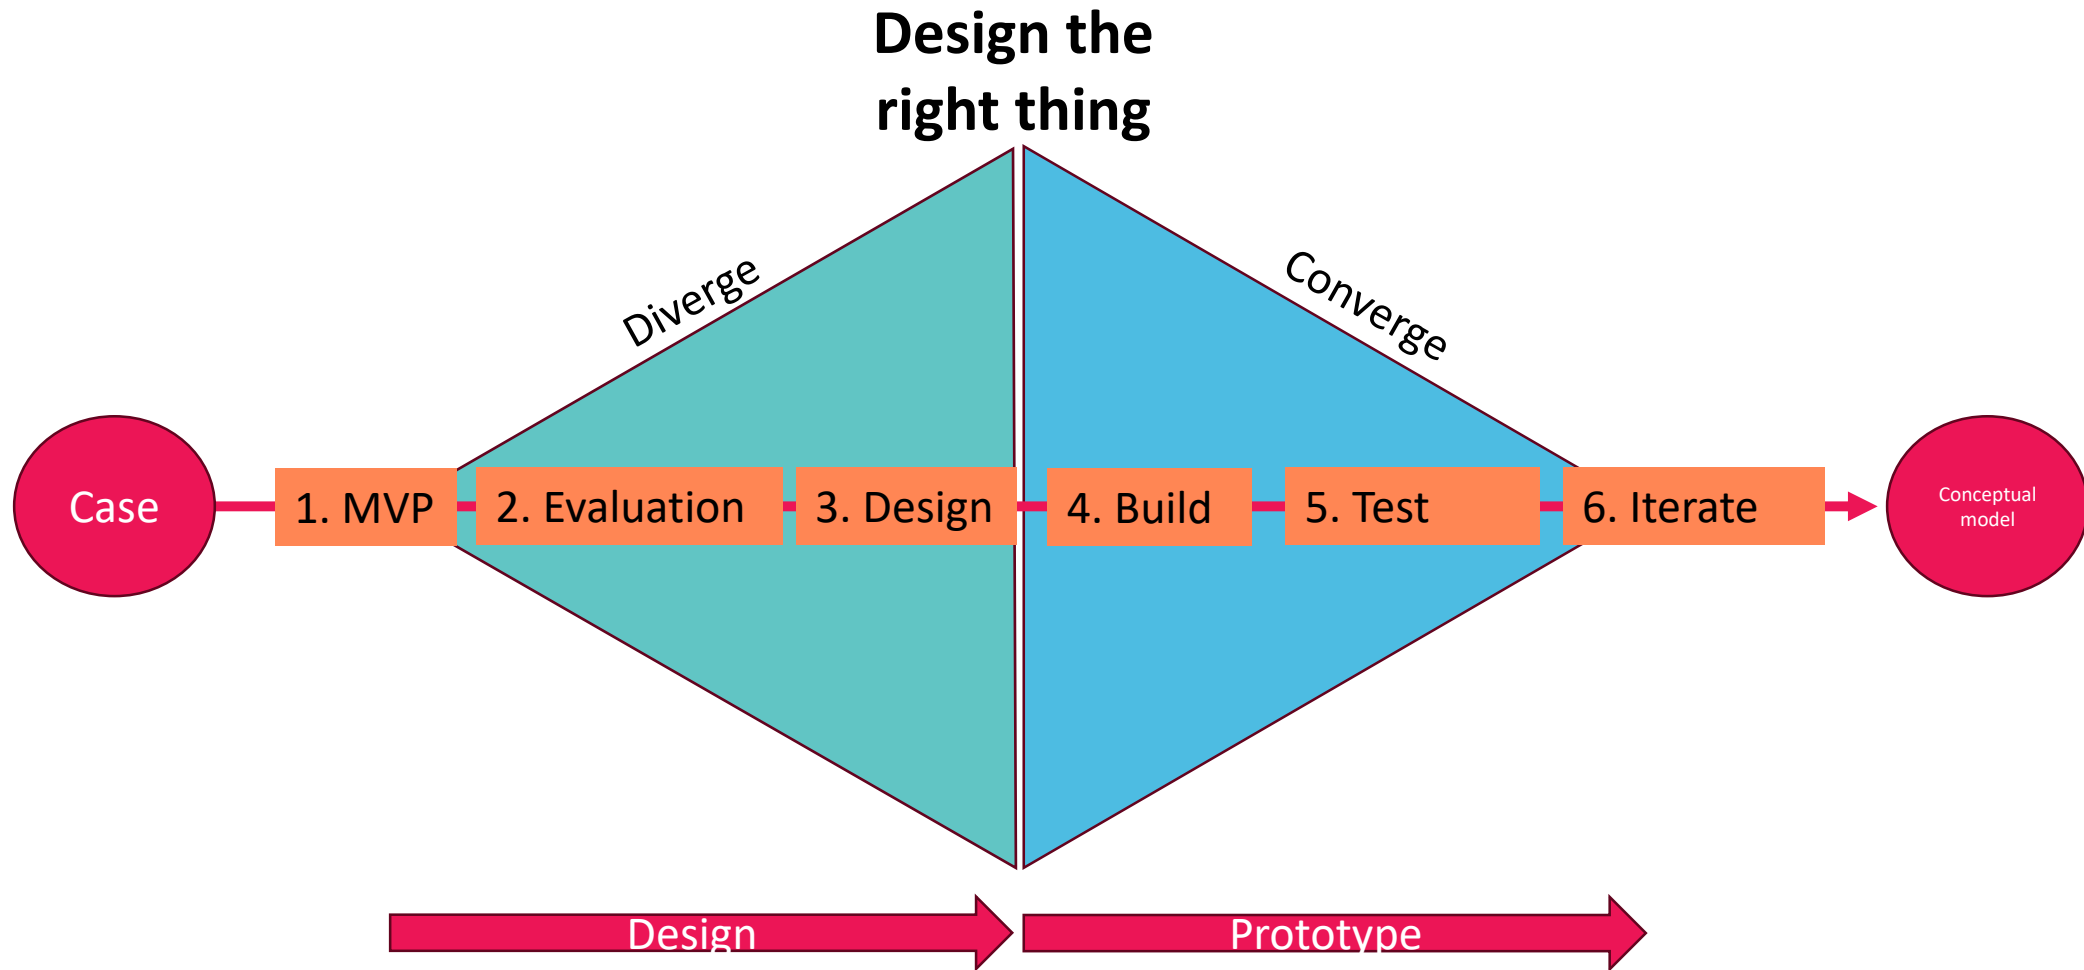 Design the
right thing
Diverge
Converge
Case
1. MVP
2. Evaluation
3. Design
4. Build
5. Test
6. Iterate
Conceptual
model
Design
Prototype